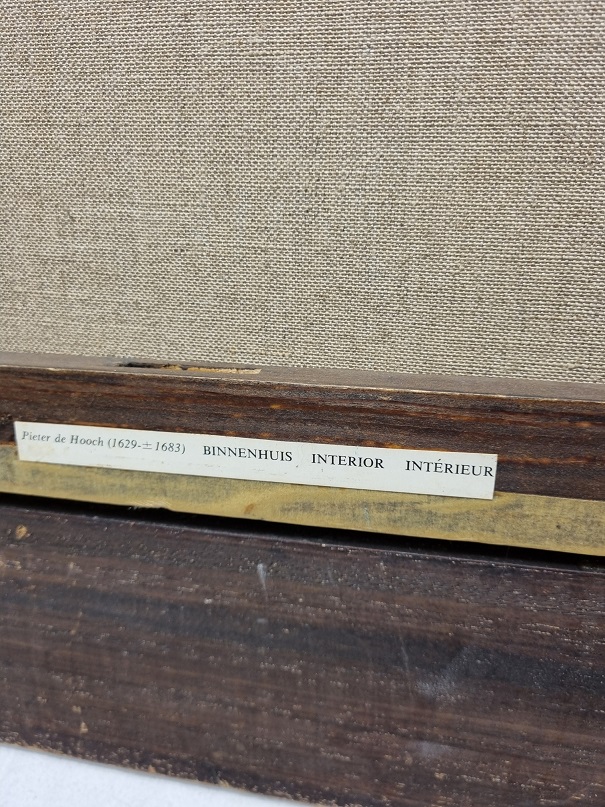 Pieter de Hooch (1629-±1683) BINNENHUIS INTERIOR INTÉRIEUR